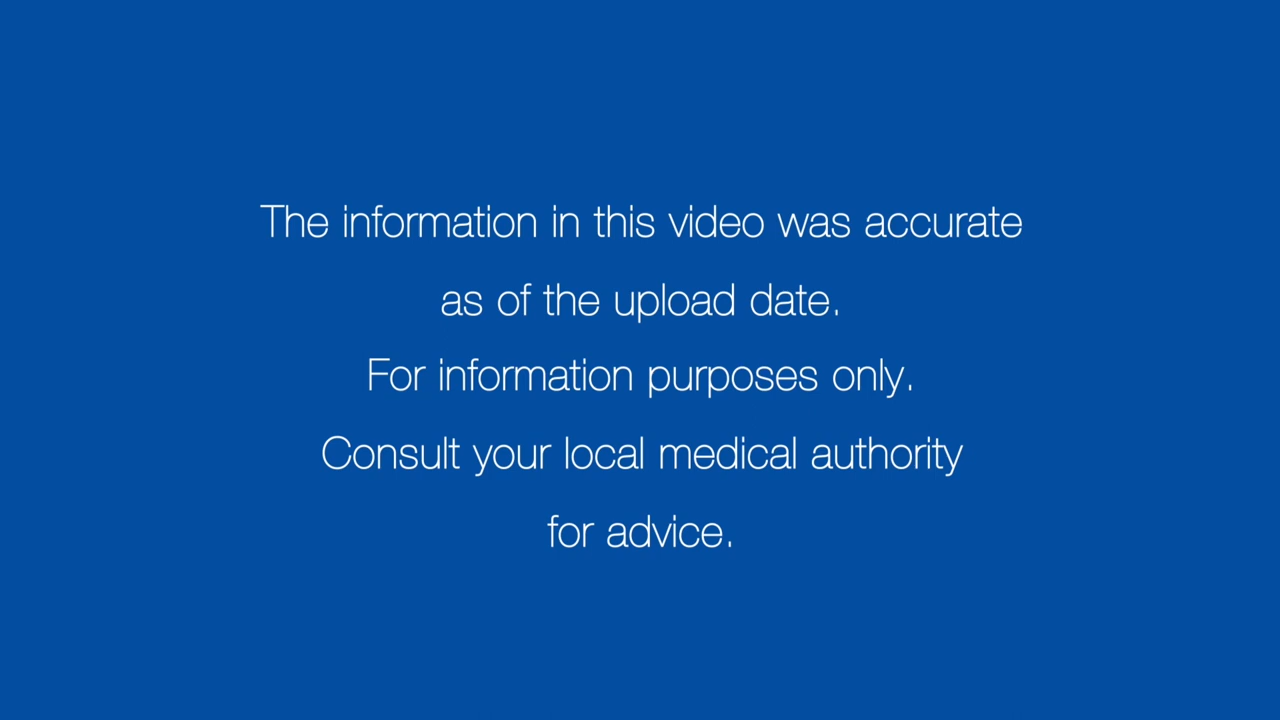 The information in this video was accurate
as of the upload date.
For information purposes only.
Consult your local medical authority
for advice.